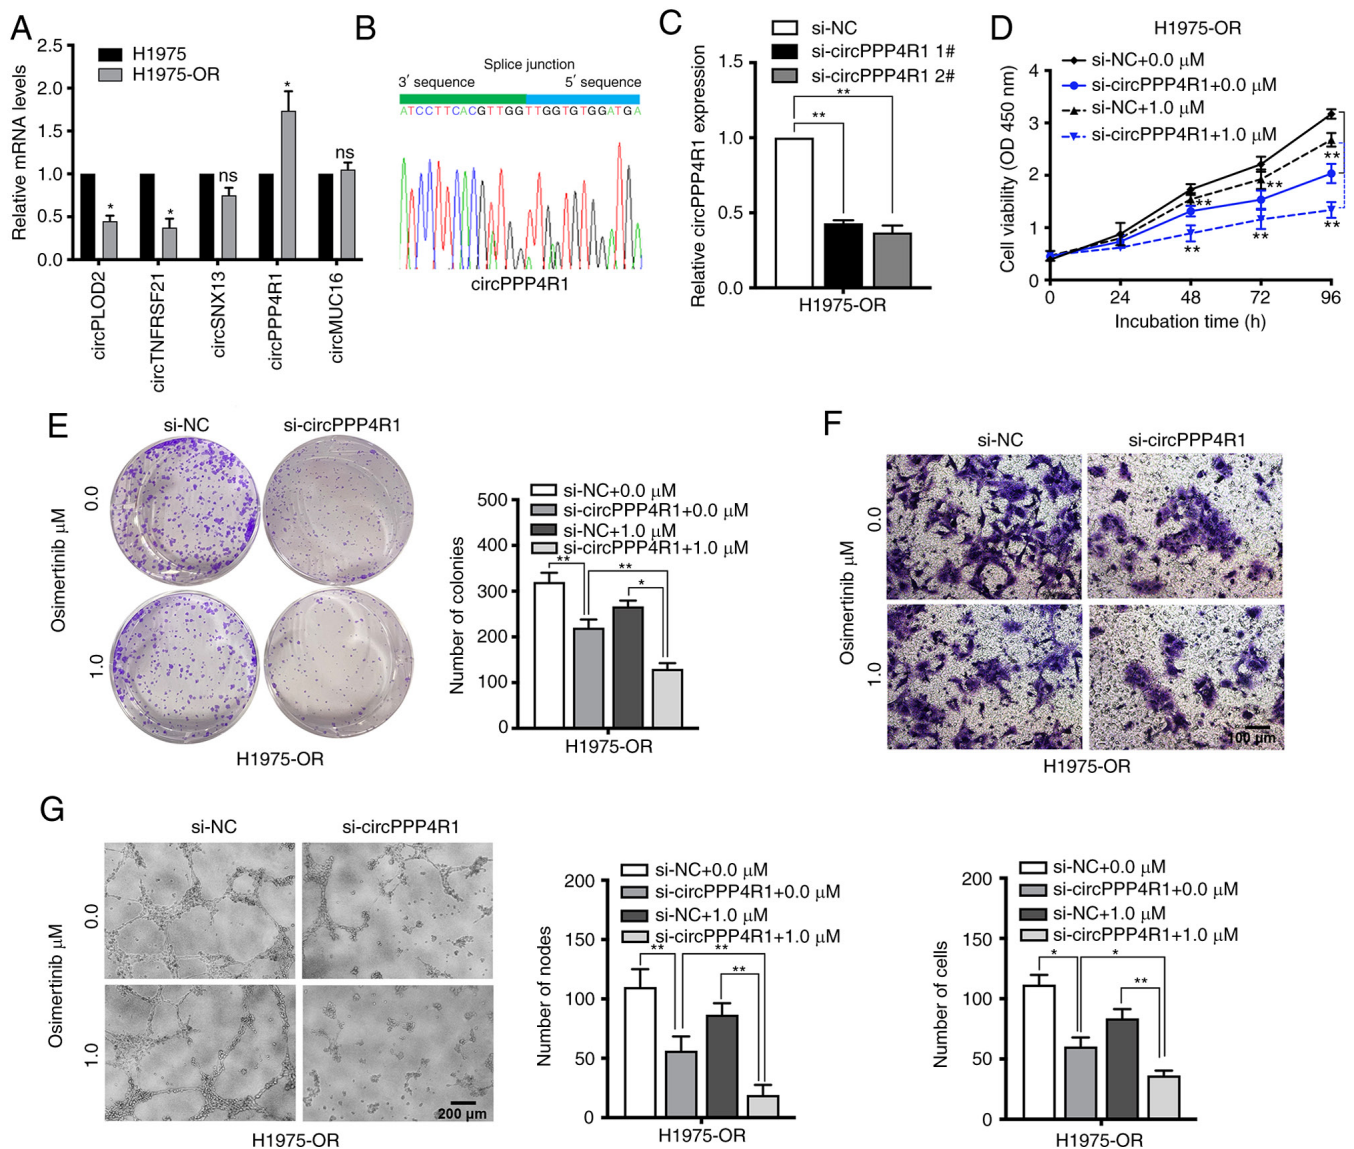 A
H1975
H1975-OR
Relative mRNA levels
2.5
2.0
1.5
1.0
0.5
0.0
*
*
ns
*
ns
circPLOD2
circTNFRSF21
circSNX13
circPPP4R1
circMUC16
B
Splice junction
3′ sequence 5′ sequence
ATCCTTCACGTTGGTTGGTGTGGATGA
circPPP4R1
C
si-NC
si-circPPP4R1 1#
si-circPPP4R1 2#
Relative circPPP4R1 expression
1.5
1.0
0.5
0.0
**
**
H1975-OR
D
H1975-OR
si-NC+0.0 µM
si-circPPP4R1+0.0 µM
si-NC+1.0 µM
si-circPPP4R1+1.0 µM
Cell viability (OD 450 nm)
4
3
2
1
0
**
**
**
**
**
**
0 24 48 72 96
Incubation time (h)
E
si-NC si-circPPP4R1
Osimertinib µM
0.0
1.0
H1975-OR
si-NC+0.0 µM
si-circPPP4R1+0.0 µM
si-NC+1.0 µM
si-circPPP4R1+1.0 µM
Number of colonies
500
400
300
200
100
0
**
**
*
H1975-OR
F
si-NC si-circPPP4R1
Osimertinib µM
0.0
1.0
100 µm
H1975-OR
G
si-NC si-circPPP4R1
Osimertinib µM
0.0
1.0
200 µm
H1975-OR
si-NC+0.0 µM
si-circPPP4R1+0.0 µM
si-NC+1.0 µM
si-circPPP4R1+1.0 µM
Number of nodes
200
150
100
50
0
**
**
**
H1975-OR
si-NC+0.0 µM
si-circPPP4R1+0.0 µM
si-NC+1.0 µM
si-circPPP4R1+1.0 µM
Number of cells
200
150
100
50
0
*
*
**
H1975-OR